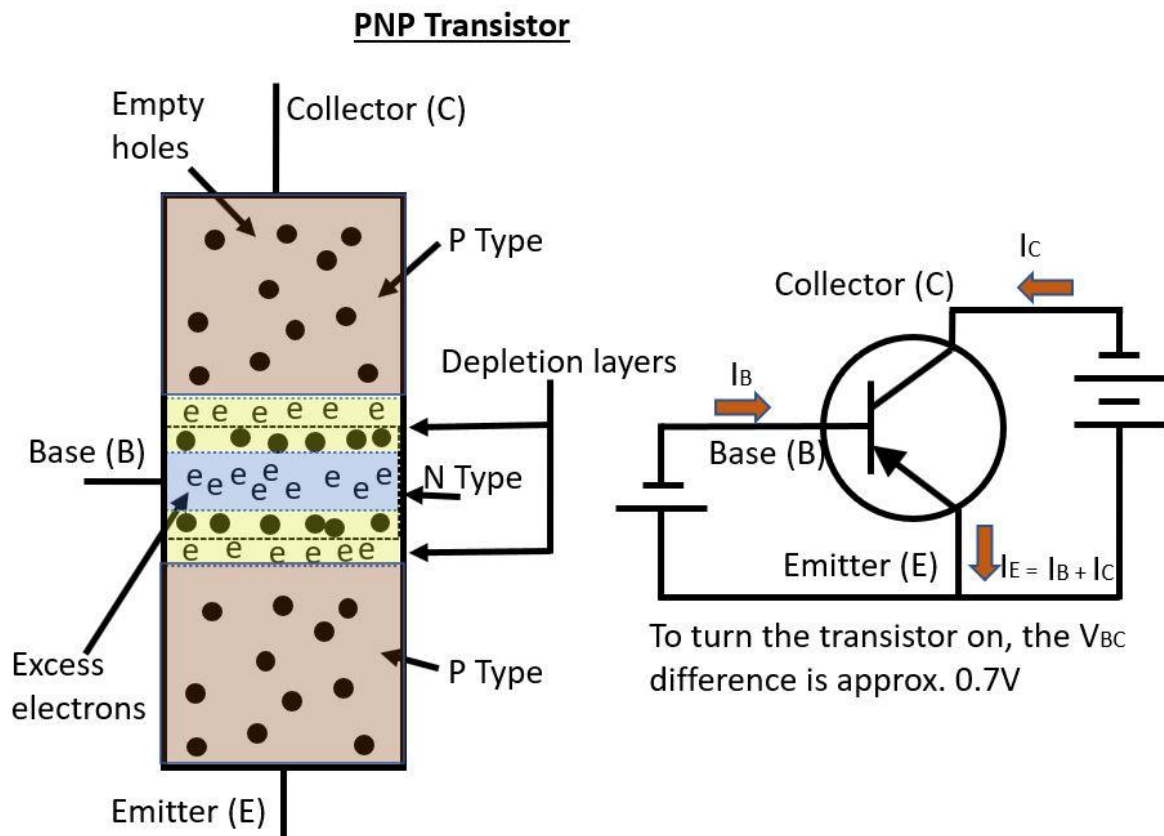 PNP Transistor
Empty
holes
Collector (C)
P Type
Depletion layers
Base (B)
N Type
e e e e e e
e e e e e e e e e
e e e e e e
Excess
electrons
P Type
Emitter (E)
IC
Collector (C)
IB
Base (B)
Emitter (E)
IE = IB + IC
To turn the transistor on, the VBC
difference is approx. 0.7V